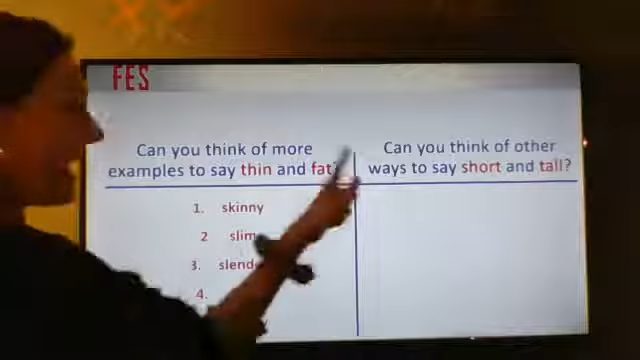 FES
Can you think of more
examples to say thin and fat?
1. skinny
2 slim
3. slend
4.
Can you think of other
ways to say short and tall?